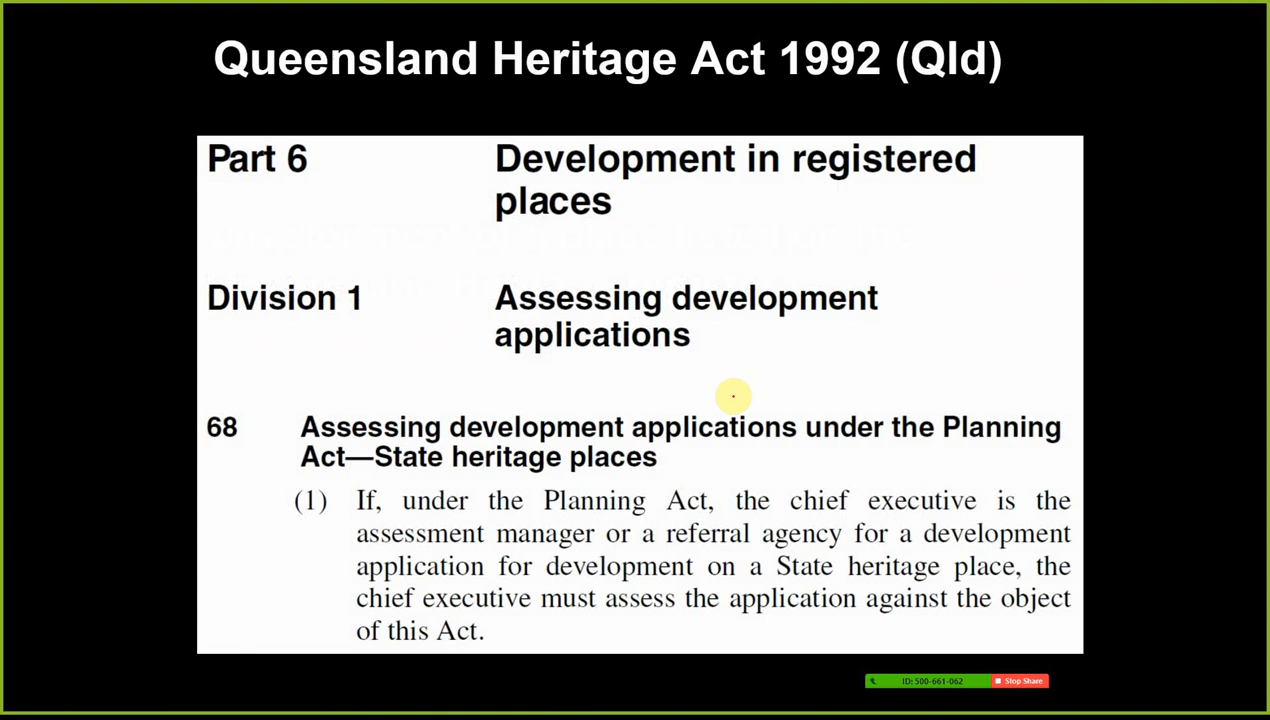 Queensland Heritage Act 1992 (Qld)
Part 6 Development in registered
places
Division 1 Assessing development
applications
68 Assessing development applications under the Planning
Act—State heritage places
(1) If, under the Planning Act, the chief executive is the
assessment manager or a referral agency for a development
application for development on a State heritage place, the
chief executive must assess the application against the object
of this Act.
ID: 500-661-062 Stop Share